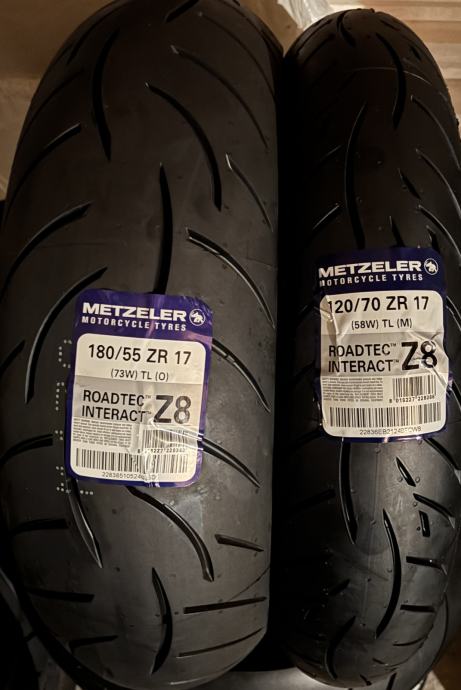 METZELER
MOTORCYCLE TYRES
180/55 ZR 17
(73W) TL (O)
ROADTEC™
INTERACT™ Z8
METZELER
MOTORCYCLE TYRES
120/70 ZR 17
(58W) TL (M)
ROADTEC™
INTERACT™ Z8